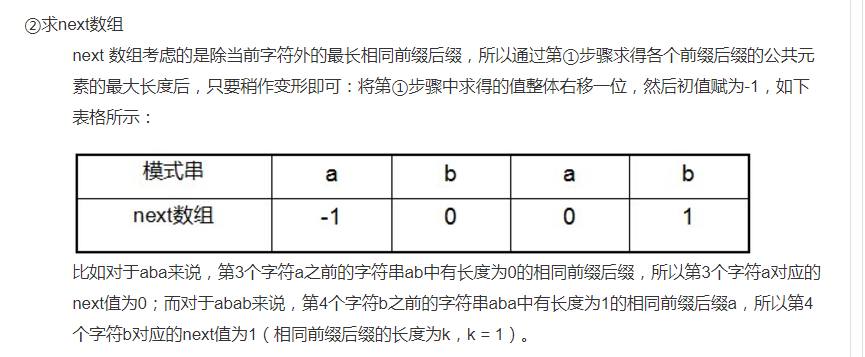 ②求next数组
next 数组考虑的是除当前字符外的最长相同前缀后缀，所以通过第①步骤求得各个前缀后缀的公共元
素的最大长度后，只要稍作变形即可：将第①步骤中求得的值整体右移一位，然后初值赋为-1，如下
表格所示：
模式串 a b a b
next数组 -1 0 0 1
比如对于aba来说，第3个字符a之前的字符串ab中有长度为0的相同前缀后缀，所以第3个字符a对应的
next值为0；而对于abab来说，第4个字符b之前的字符串aba中有长度为1的相同前缀后缀a，所以第4
个字符b对应的next值为1（相同前缀后缀的长度为k，k = 1）。